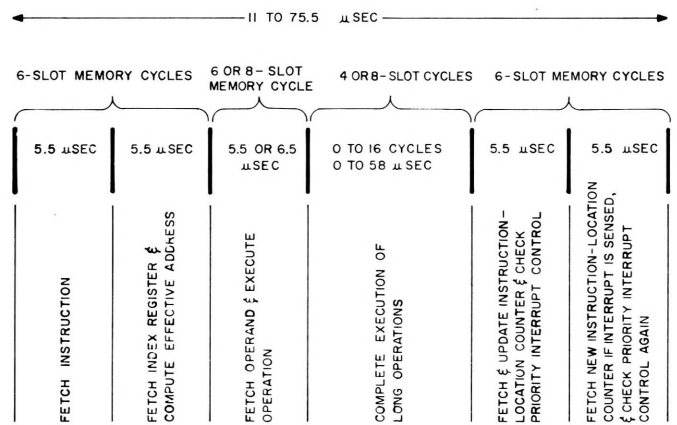 11 TO 75.5 µSEC
6-SLOT MEMORY CYCLES
6 OR 8-SLOT
MEMORY CYCLE
4 OR 8-SLOT CYCLES
6-SLOT MEMORY CYCLES
5.5 µSEC
5.5 µSEC
5.5 OR 6.5
µSEC
0 TO 16 CYCLES
0 TO 58 µSEC
5.5 µSEC
5.5 µSEC
FETCH INSTRUCTION
FETCH INDEX REGISTER &
COMPUTE EFFECTIVE ADDRESS
FETCH OPERAND & EXECUTE
OPERATION
COMPLETE EXECUTION OF
LONG OPERATIONS
FETCH & UPDATE INSTRUCTION-
LOCATION COUNTER & CHECK
PRIORITY INTERRUPT CONTROL
FETCH NEW INSTRUCTION-LOCATION
COUNTER IF INTERRUPT IS SENSED,
& CHECK PRIORITY INTERRUPT
CONTROL AGAIN